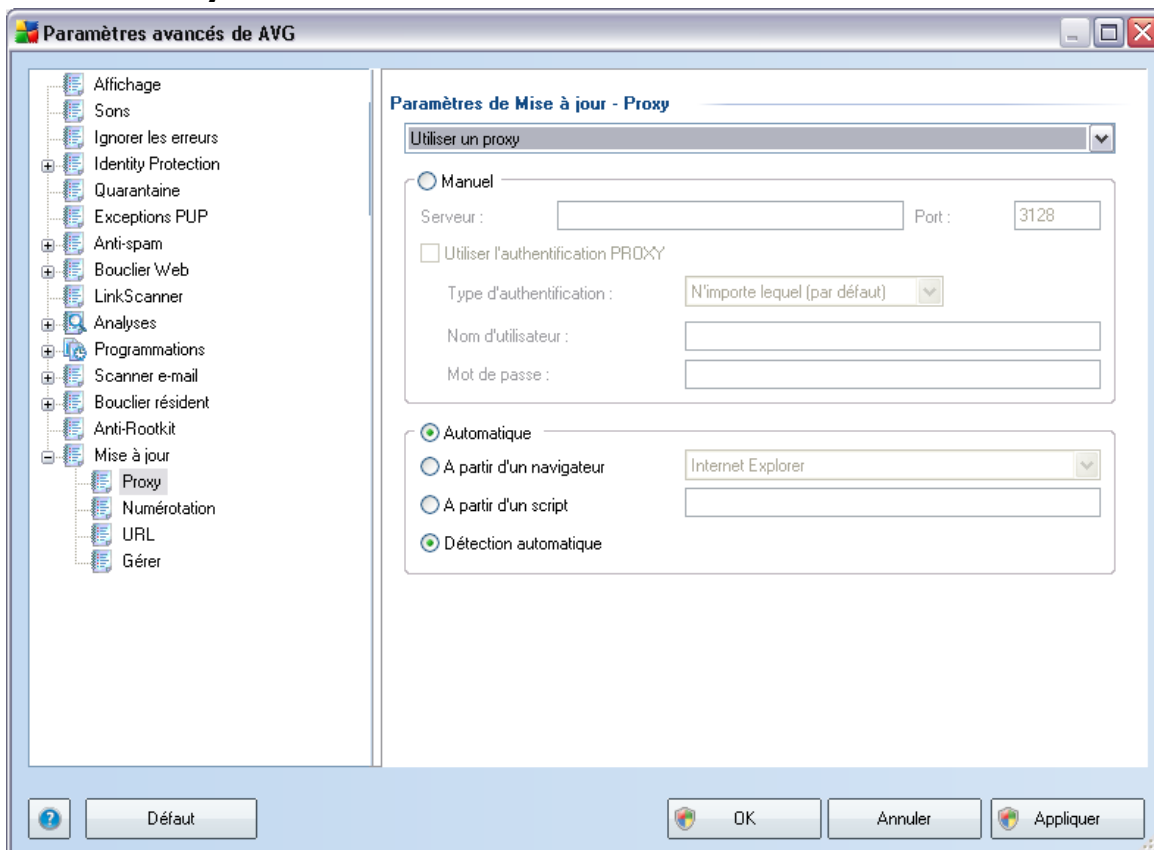 Paramètres avancés de AVG
Affichage
Sons
Ignorer les erreurs
Identity Protection
Quarantaine
Exceptions PUP
Anti-spam
Bouclier Web
LinkScanner
Analyses
Programmations
Scanner e-mail
Bouclier résident
Anti-Rootkit
Mise à jour
Proxy
Numérotation
URL
Gérer
Paramètres de Mise à jour - Proxy
Utiliser un proxy
Manuel
Serveur : Port : 3128
Utiliser l'authentification PROXY
Type d'authentification : N'importe lequel (par défaut)
Nom d'utilisateur :
Mot de passe :
Automatique
A partir d'un navigateur Internet Explorer
A partir d'un script
Détection automatique
Défaut OK Annuler Appliquer